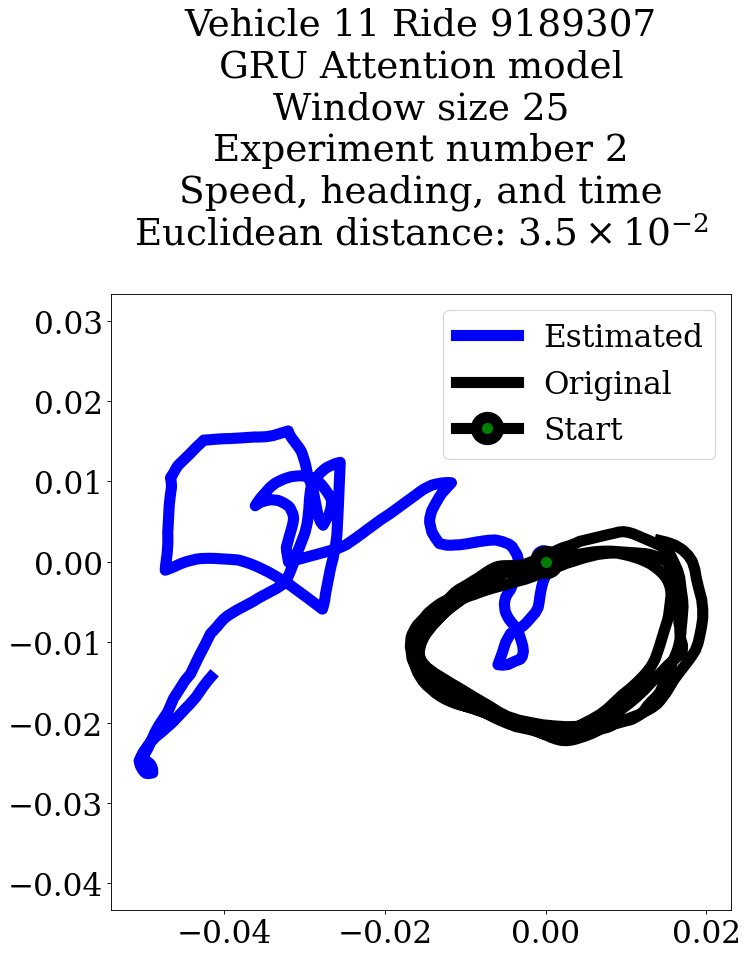 Vehicle 11 Ride 9189307
GRU Attention model
Window size 25
Experiment number 2
Speed, heading, and time
Euclidean distance: 3.5 × 10⁻²
Estimated
Original
Start
0.03
0.02
0.01
0.00
−0.01
−0.02
−0.03
−0.04
−0.04 −0.02 0.00 0.02